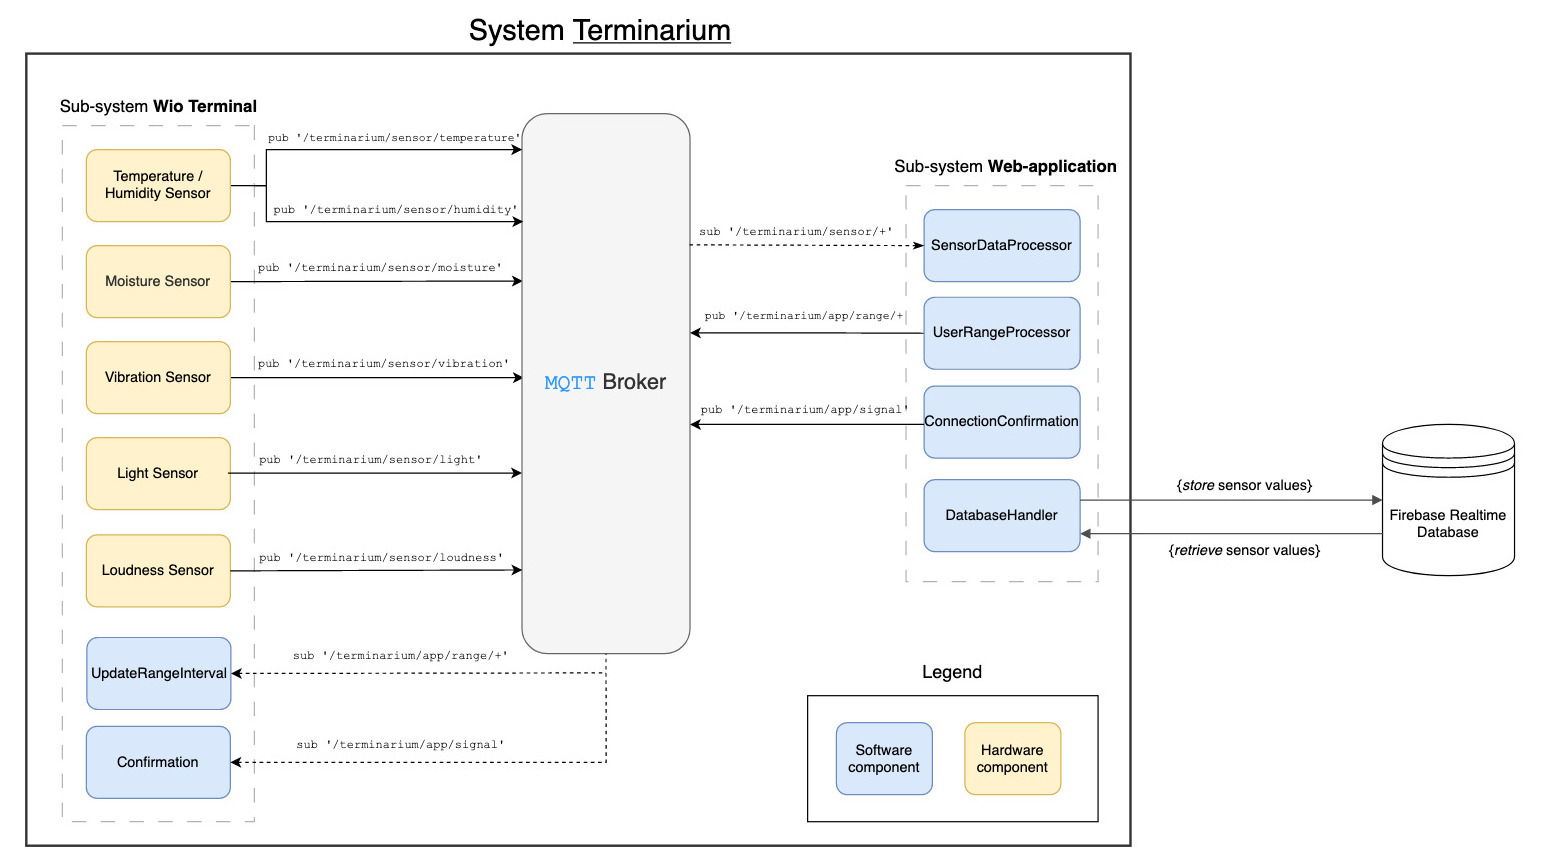 System Terminarium
Sub-system Wio Terminal
pub '/terminarium/sensor/temperature'
Temperature /
Humidity Sensor
pub '/terminarium/sensor/humidity'
Moisture Sensor
pub '/terminarium/sensor/moisture'
Vibration Sensor
pub '/terminarium/sensor/vibration'
Light Sensor
pub '/terminarium/sensor/light'
Loudness Sensor
pub '/terminarium/sensor/loudness'
UpdateRangeInterval
sub '/terminarium/app/range/+'
Confirmation
sub '/terminarium/app/signal'
MQTT Broker
Sub-system Web-application
sub '/terminarium/sensor/+'
SensorDataProcessor
pub '/terminarium/app/range/+
UserRangeProcessor
pub '/terminarium/app/signal'
ConnectionConfirmation
DatabaseHandler
{store sensor values}
{retrieve sensor values}
Firebase Realtime
Database
Legend
Software
component
Hardware
component